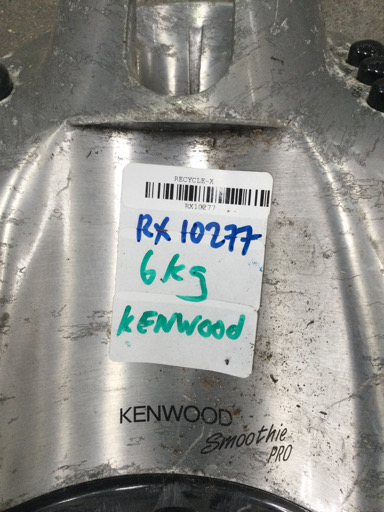 RECYCLE-X
RX10277
RX 10277
6kg
KENWOOD
KENWOOD
Smoothie
PRO